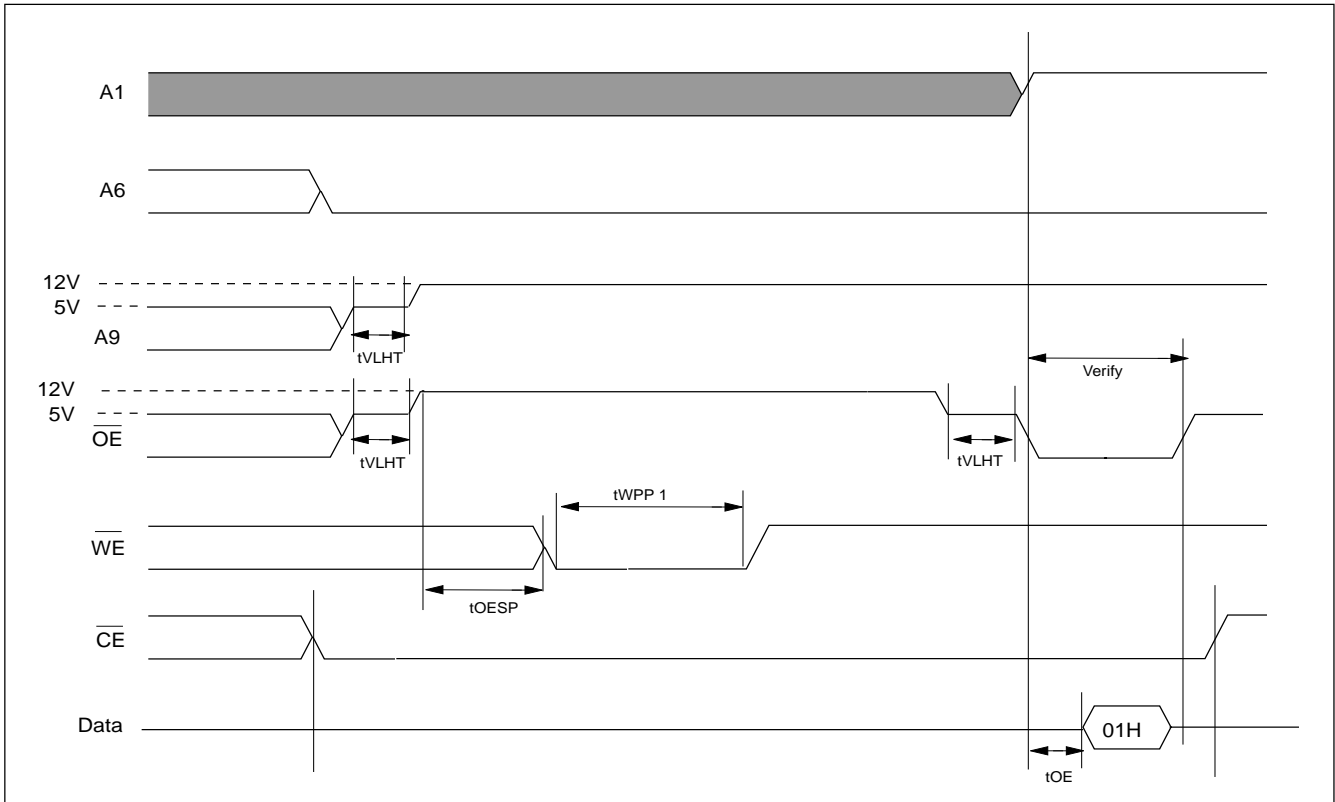 A1
A6
12V
5V
A9
tVLHT
Verify
12V
5V
OE
tVLHT
tVLHT
tWPP 1
WE
tOESP
CE
Data
01H
tOE